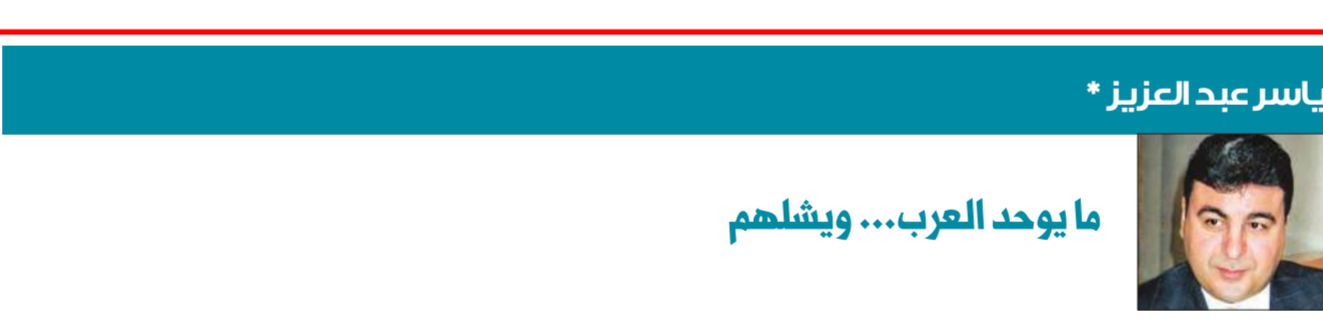 ياسر عبد العزيز *
ما يوحد العرب... ويشلهم